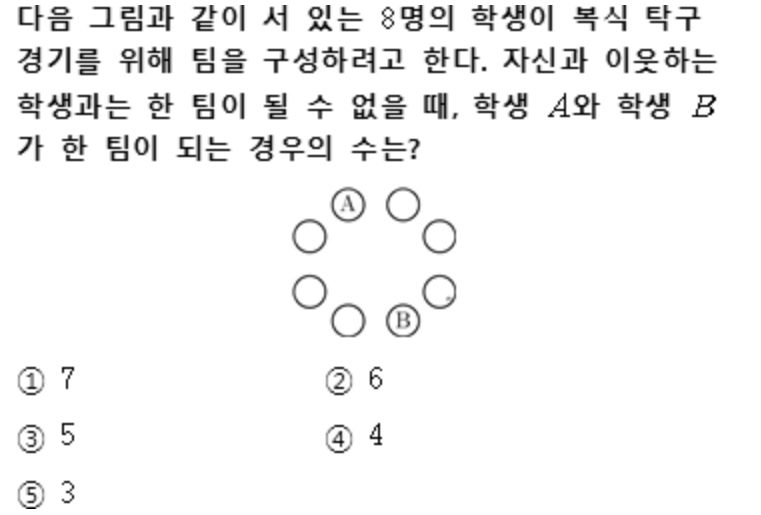 다음 그림과 같이 서 있는 8명의 학생이 복식 탁구
경기를 위해 팀을 구성하려고 한다. 자신과 이웃하는
학생과는 한 팀이 될 수 없을 때, 학생 A와 학생 B
가 한 팀이 되는 경우의 수는?
A
B
① 7 ② 6
③ 5 ④ 4
⑤ 3